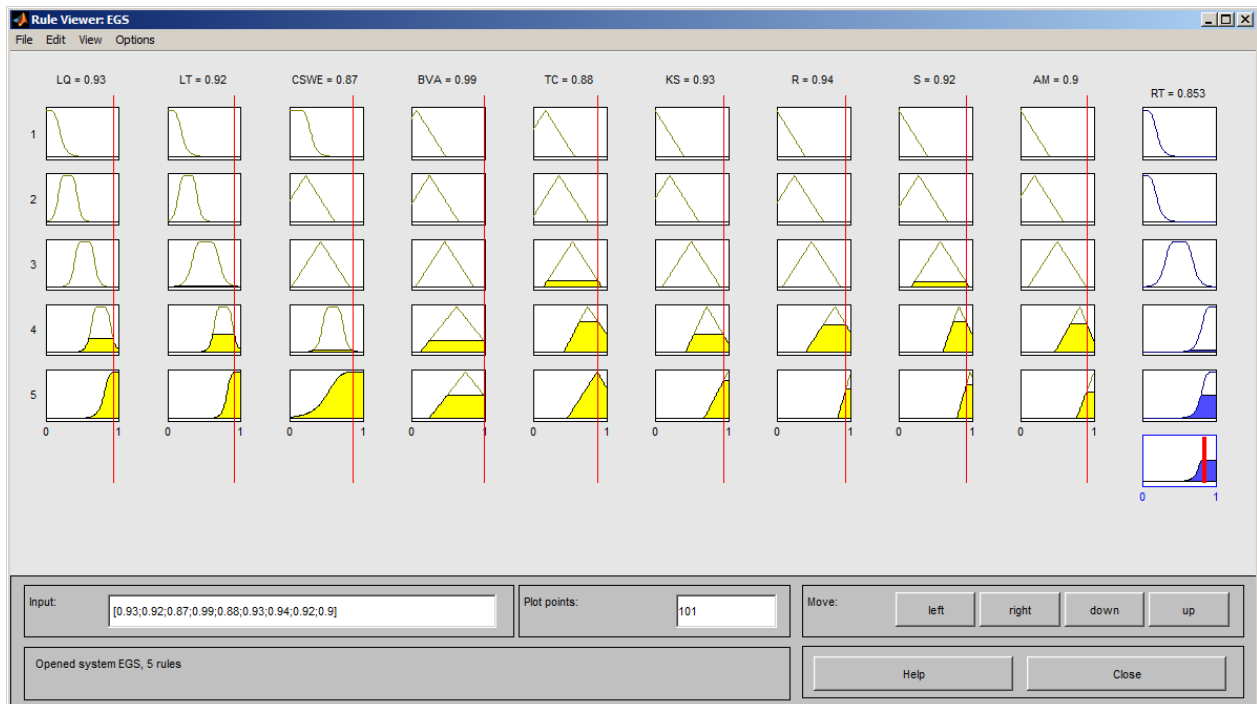 Rule Viewer: EGS
File Edit View Options
LQ = 0.93 LT = 0.92 CSWE = 0.87 BVA = 0.99 TC = 0.88 KS = 0.93 R = 0.94 S = 0.92 AM = 0.9
RT = 0.853
1
2
3
4
5
0 1 0 1 0 1 0 1 0 1 0 1 0 1 0 1 0 1
0 1
Input:
[0.93;0.92;0.87;0.99;0.88;0.93;0.94;0.92;0.9]
Plot points:
101
Move:
left right down up
Opened system EGS, 5 rules
Help Close